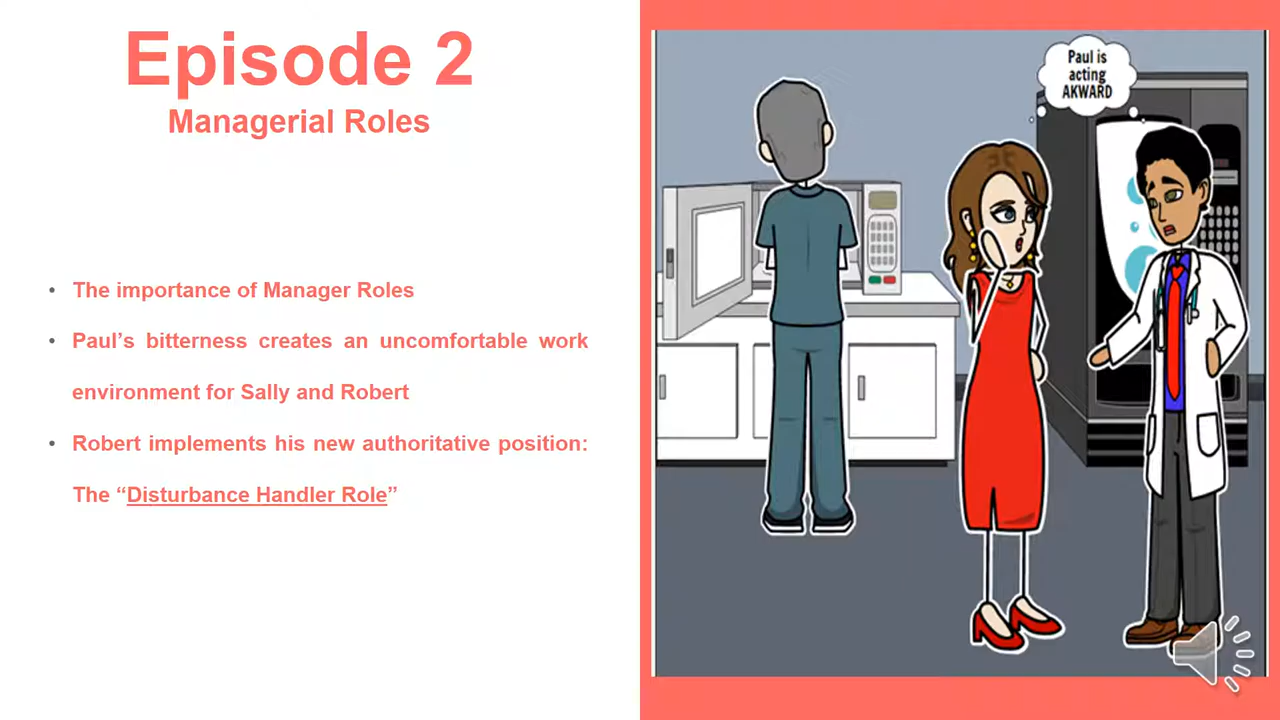 Episode 2
Managerial Roles
• The importance of Manager Roles
• Paul’s bitterness creates an uncomfortable work
environment for Sally and Robert
• Robert implements his new authoritative position:
The “Disturbance Handler Role”
Paul is
acting
AKWARD